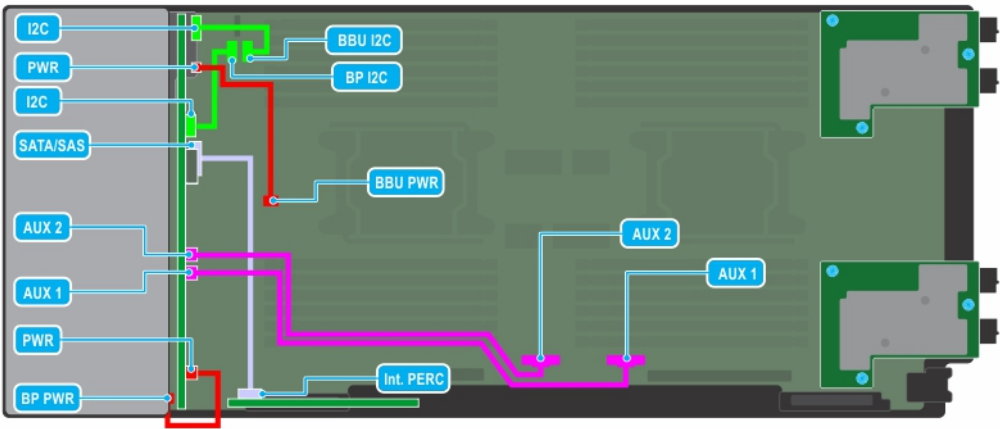 I2C
BBU I2C
PWR
BP I2C
I2C
SATA/SAS
BBU PWR
AUX 2
AUX 2
AUX 1
AUX 1
PWR
Int. PERC
BP PWR